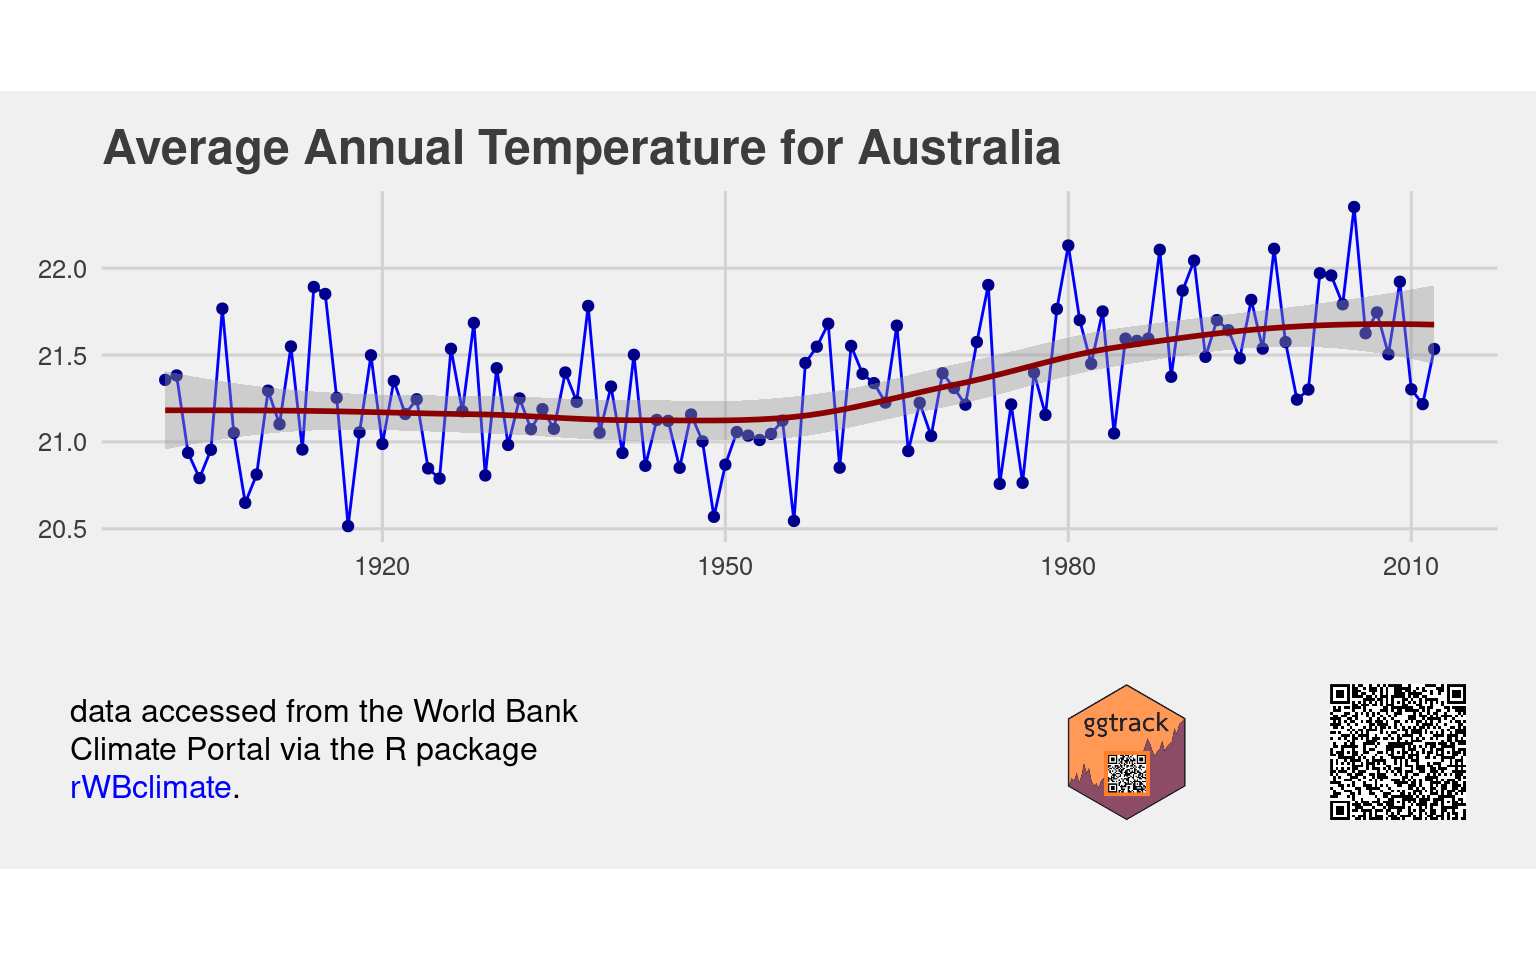 Average Annual Temperature for Australia
22.0
21.5
21.0
20.5
1920 1950 1980 2010
data accessed from the World Bank
Climate Portal via the R package
rWBclimate.
ggtrack